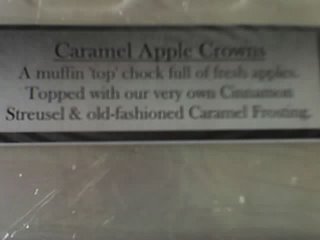 Caramel Apple Crowns
A muffin 'top' chock full of fresh apples.
Topped with our very own Cinnamon
Streusel & old-fashioned Caramel Frosting.